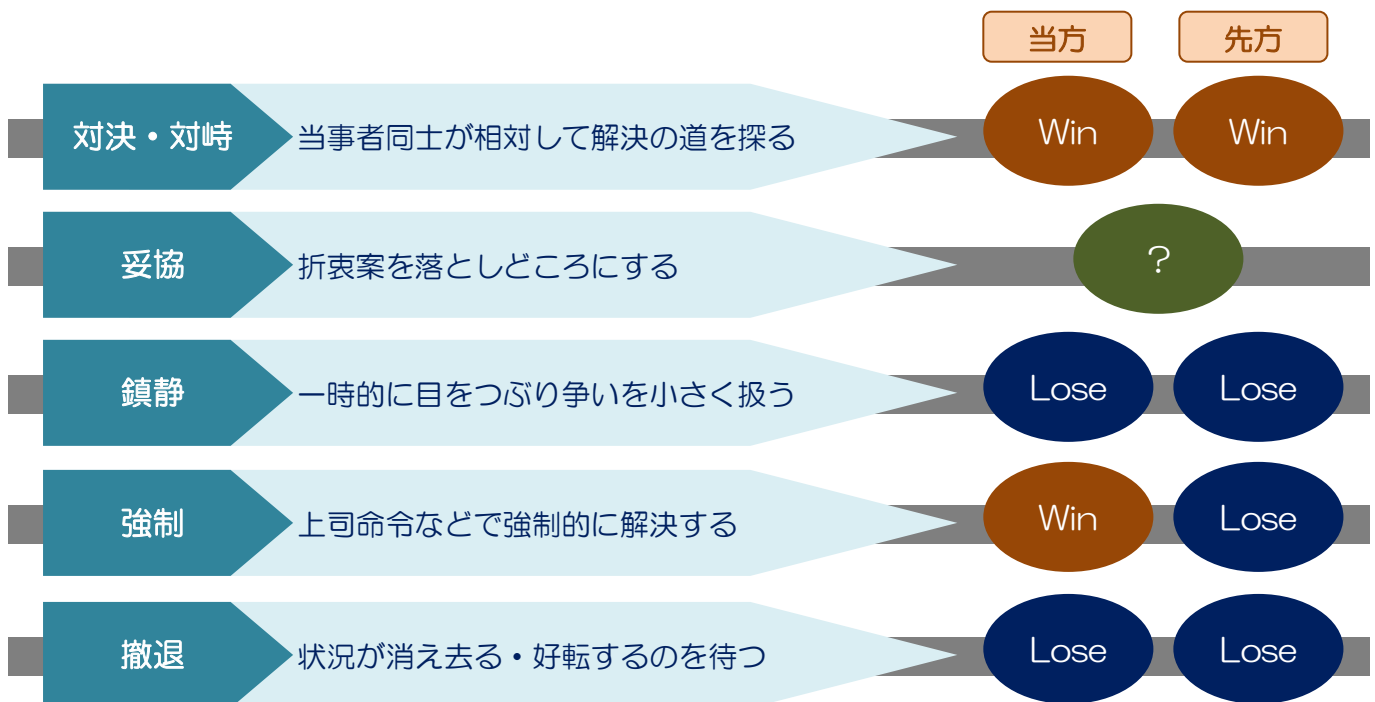 当方 先方
対決・対峙 当事者同士が相対して解決の道を探る Win Win
妥協 折衷案を落としどころにする ？
鎮静 一時的に目をつぶり争いを小さく扱う Lose Lose
強制 上司命令などで強制的に解決する Win Lose
撤退 状況が消え去る・好転するのを待つ Lose Lose